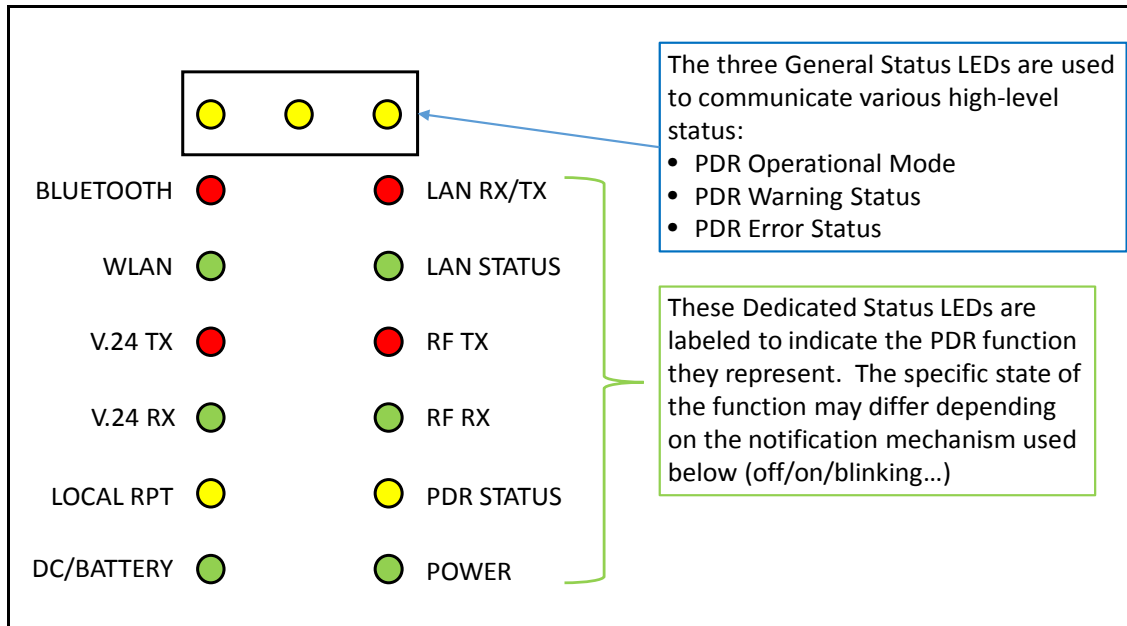 The three General Status LEDs are used
to communicate various high-level
status:
• PDR Operational Mode
• PDR Warning Status
• PDR Error Status
BLUETOOTH
LAN RX/TX
WLAN
LAN STATUS
V.24 TX
RF TX
V.24 RX
RF RX
LOCAL RPT
PDR STATUS
DC/BATTERY
POWER
These Dedicated Status LEDs are
labeled to indicate the PDR function
they represent.  The specific state of
the function may differ depending
on the notification mechanism used
below (off/on/blinking…)